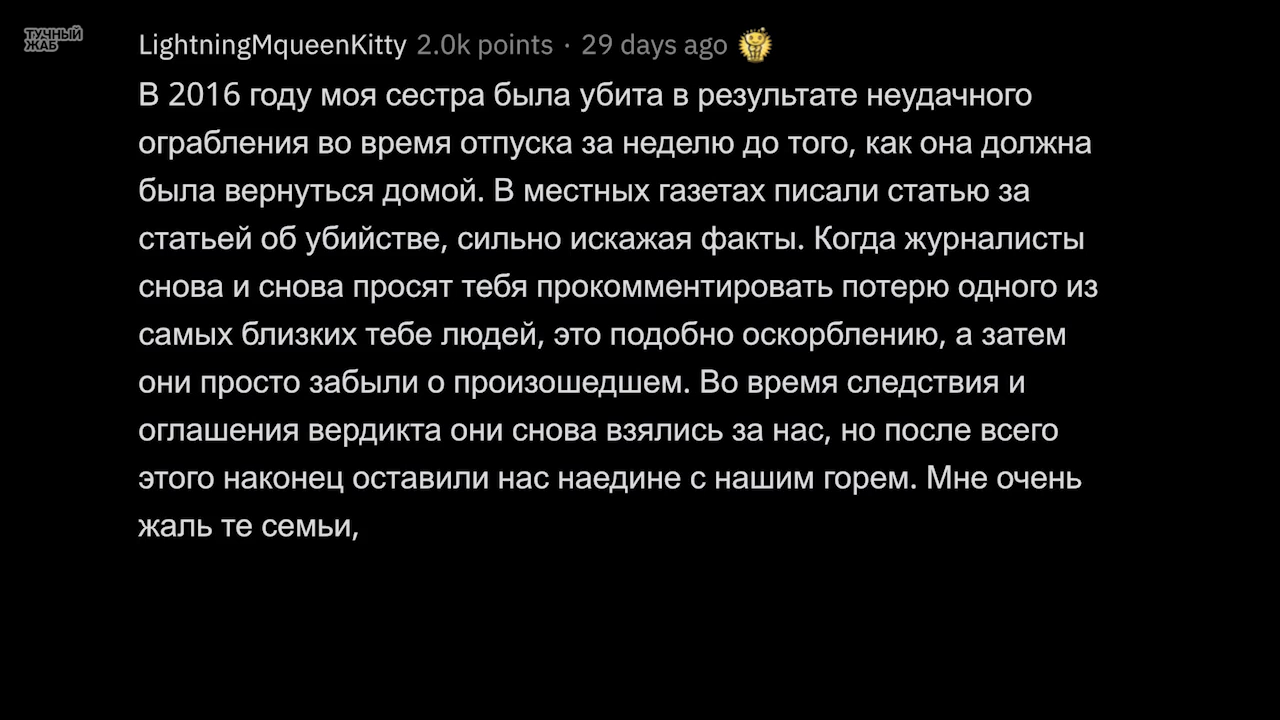 ТУЧНЫЙ
ЖАБ
LightningMqueenKitty 2.0k points · 29 days ago
В 2016 году моя сестра была убита в результате неудачного
ограбления во время отпуска за неделю до того, как она должна
была вернуться домой. В местных газетах писали статью за
статьей об убийстве, сильно искажая факты. Когда журналисты
снова и снова просят тебя прокомментировать потерю одного из
самых близких тебе людей, это подобно оскорблению, а затем
они просто забыли о произошедшем. Во время следствия и
оглашения вердикта они снова взялись за нас, но после всего
этого наконец оставили нас наедине с нашим горем. Мне очень
жаль те семьи,